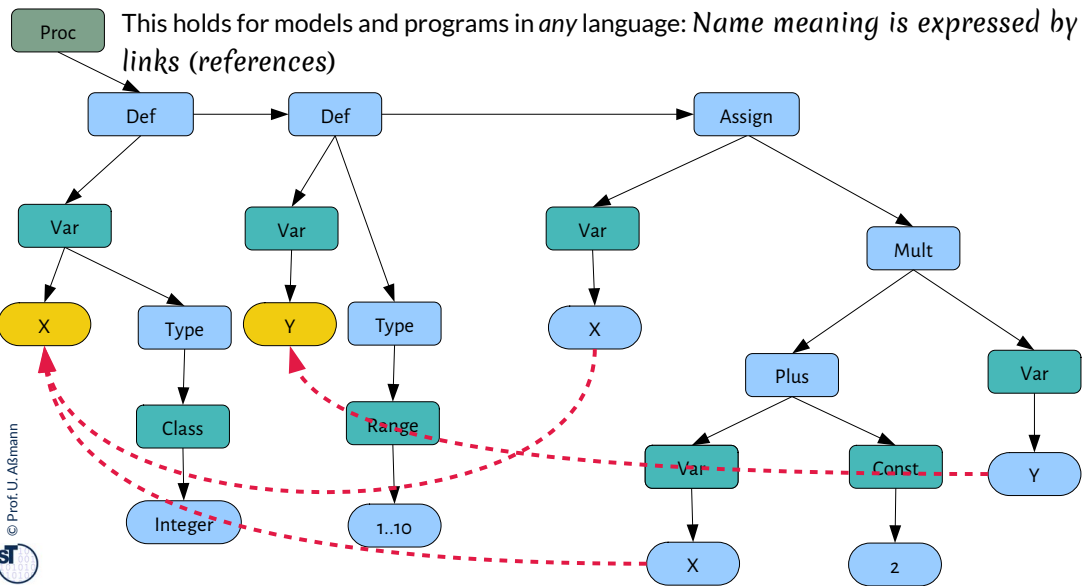 Proc
This holds for models and programs in any language: Name meaning is expressed by
links (references)
Def
Def
Assign
Var
Var
Var
Mult
X
Type
Y
Type
X
Plus
Var
Class
Range
Var
Const
Y
Integer
1..10
X
2
© Prof. U. Aßmann
ST